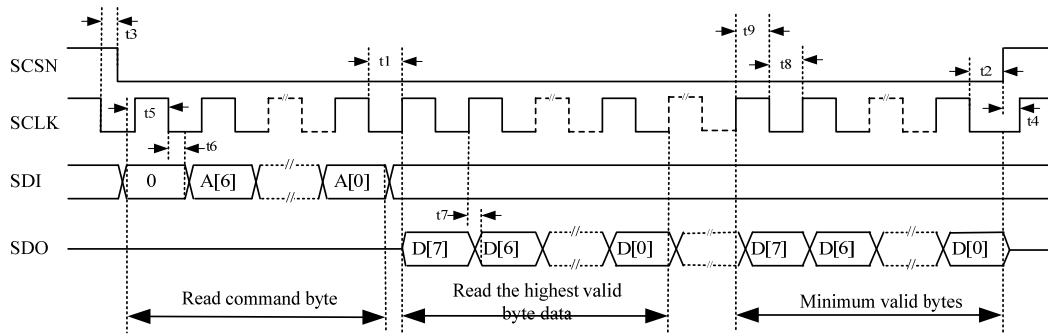 t3
t9
SCSN
t1
t8
t2
SCLK
t5
t4
t6
SDI
0
A[6]
A[0]
t7
SDO
D[7]
D[6]
D[0]
D[7]
D[6]
D[0]
Read command byte
Read the highest valid
byte data
Minimum valid bytes